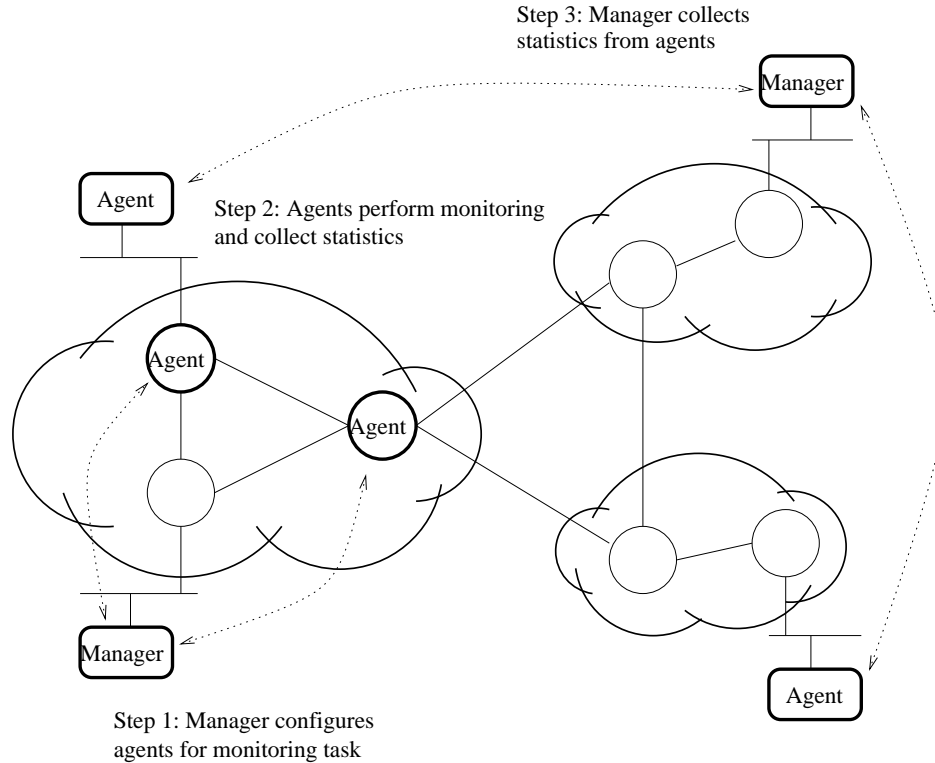 Step 3: Manager collects
statistics from agents
Manager
Agent
Step 2: Agents perform monitoring
and collect statistics
Agent
Agent
Manager
Agent
Step 1: Manager configures
agents for monitoring task